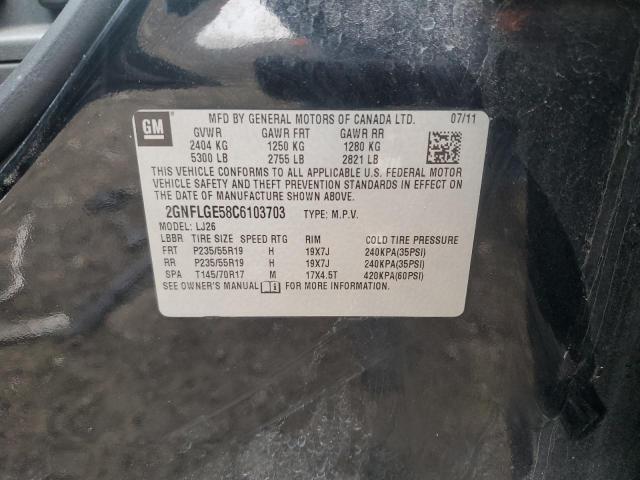 MFD BY GENERAL MOTORS OF CANADA LTD. 07/11
GM
GVWR GAWR FRT GAWR RR
2404 KG 1250 KG 1280 KG
5300 LB 2755 LB 2821 LB
THIS VEHICLE CONFORMS TO ALL APPLICABLE U.S. FEDERAL MOTOR
VEHICLE SAFETY AND THEFT PREVENTION STANDARDS IN EFFECT ON
THE DATE OF MANUFACTURE SHOWN ABOVE.
2GNFLGE58C6103703 TYPE: M.P.V.
MODEL: LJ26
LBBR TIRE SIZE SPEED RTG RIM COLD TIRE PRESSURE
FRT P235/55R19 H 19X7J 240KPA(35PSI)
RR P235/55R19 H 19X7J 240KPA(35PSI)
SPA T145/70R17 M 17X4.5T 420KPA(60PSI)
SEE OWNER'S MANUAL FOR MORE INFORMATION.